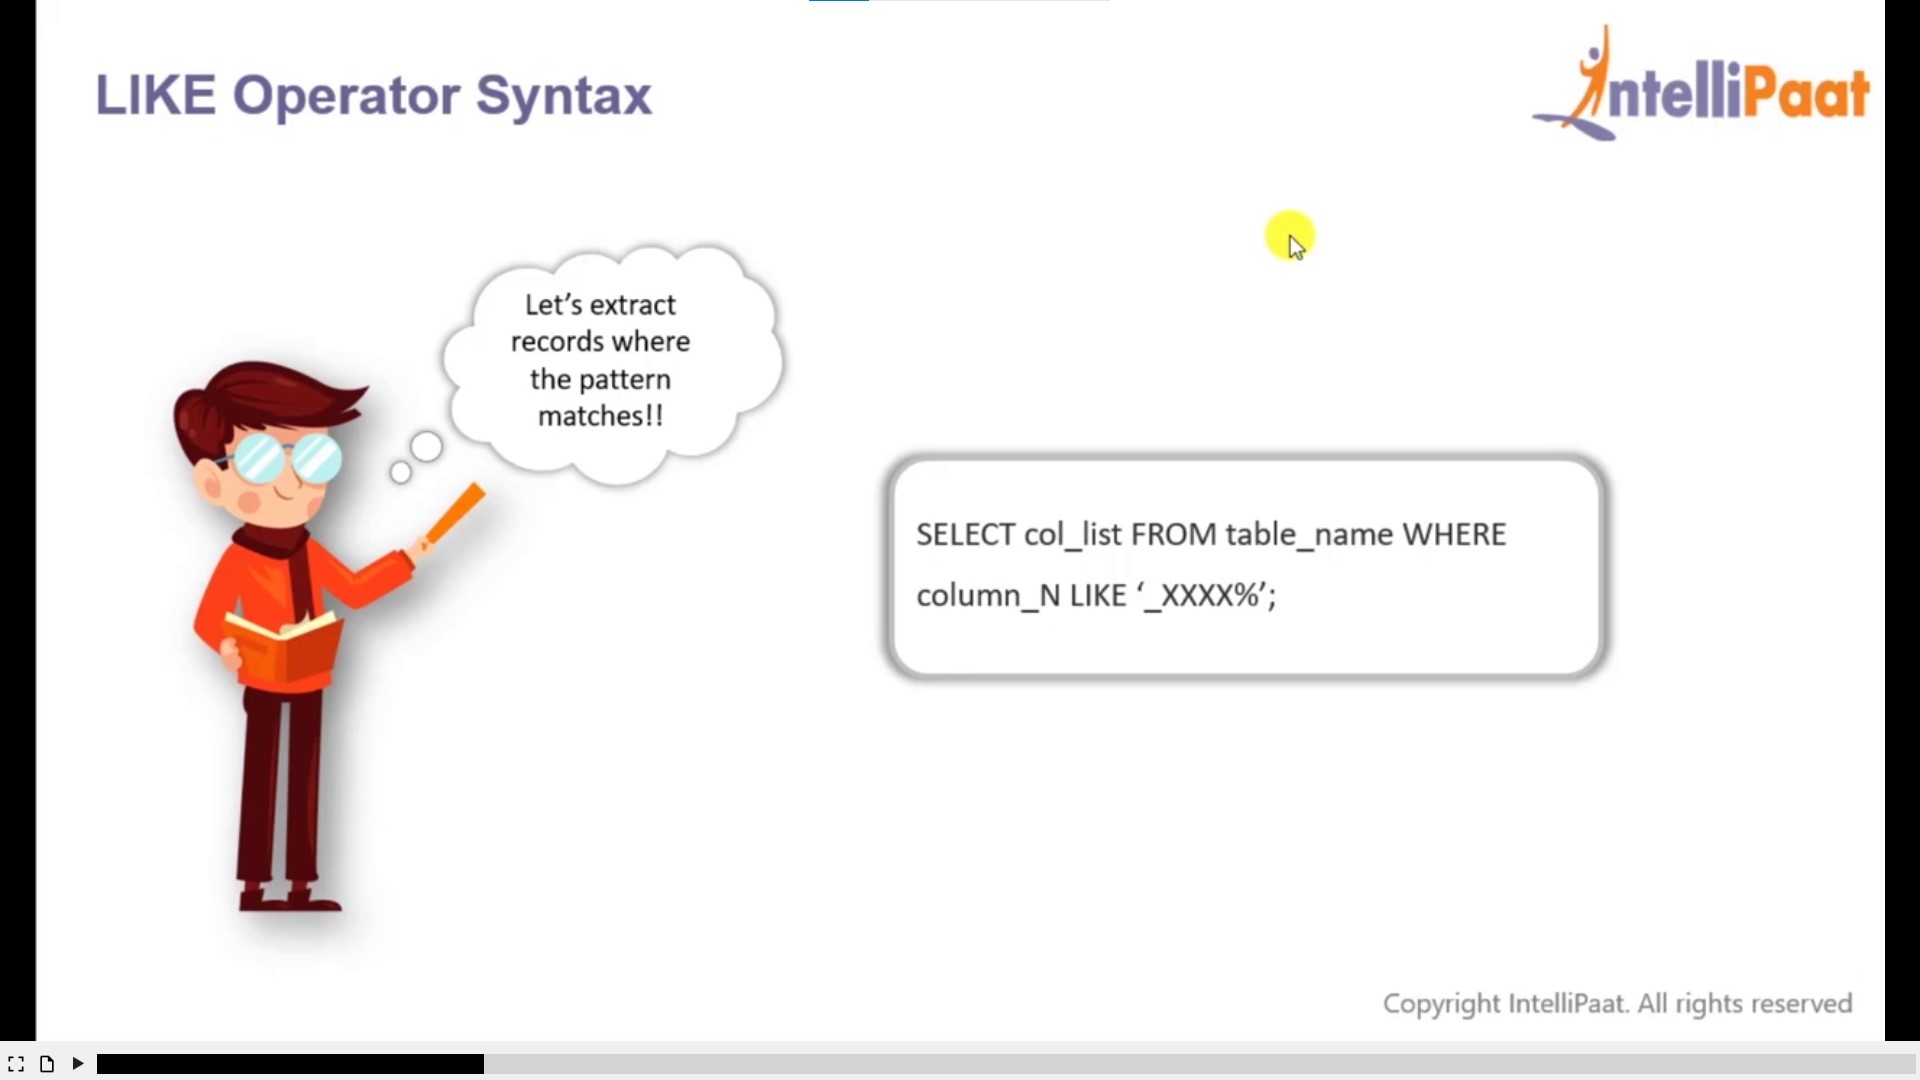 LIKE Operator Syntax
IntelliPaat
Let’s extract
records where
the pattern
matches!!
SELECT col_list FROM table_name WHERE
column_N LIKE ‘_XXXX%’;
Copyright IntelliPaat. All rights reserved